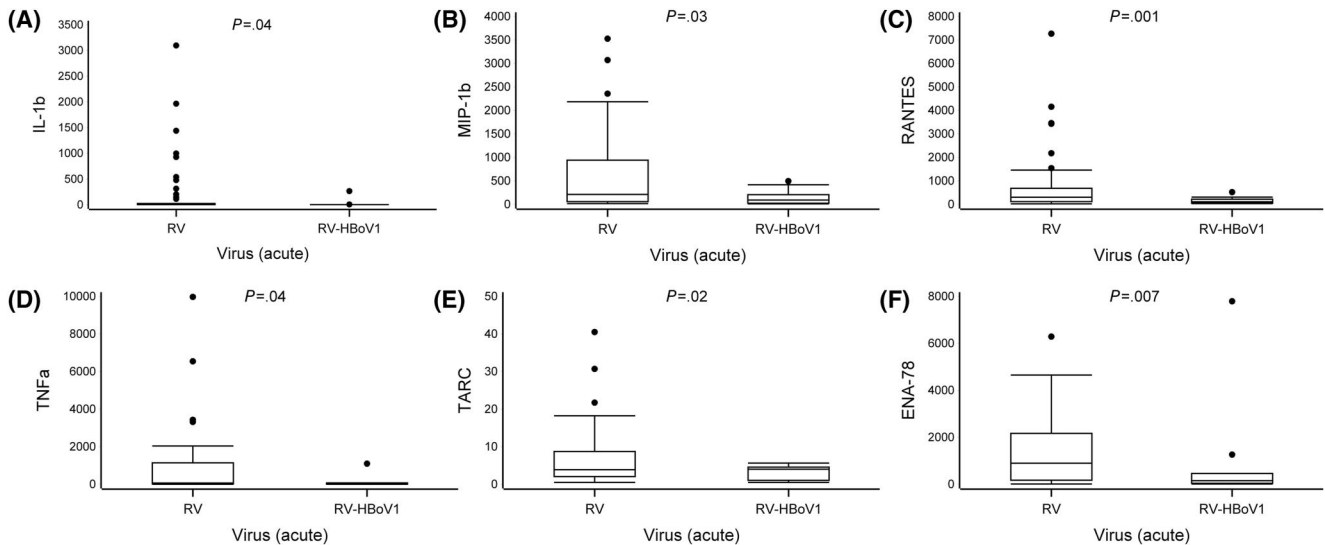 (A)
P=.04
IL-1b
3500
3000
2500
2000
1500
1000
500
0
RV
RV-HBoV1
Virus (acute)
(B)
P=.03
MIP-1b
4000
3500
3000
2500
2000
1500
1000
500
0
RV
RV-HBoV1
Virus (acute)
(C)
P=.001
RANTES
8000
7000
6000
5000
4000
3000
2000
1000
0
RV
RV-HBoV1
Virus (acute)
(D)
P=.04
TNFa
10000
8000
6000
4000
2000
0
RV
RV-HBoV1
Virus (acute)
(E)
P=.02
TARC
50
40
30
20
10
0
RV
RV-HBoV1
Virus (acute)
(F)
P=.007
ENA-78
8000
6000
4000
2000
0
RV
RV-HBoV1
Virus (acute)